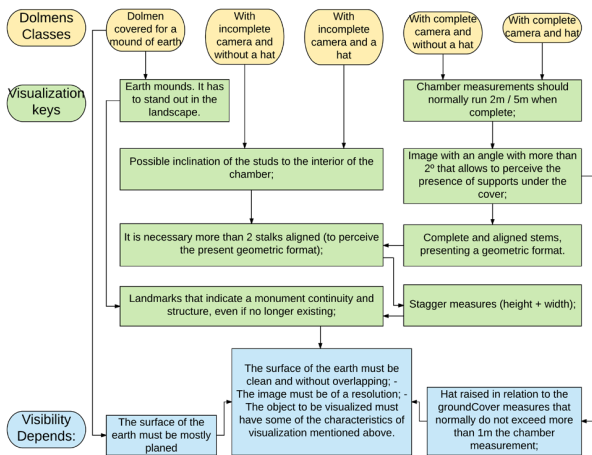 Dolmens
Classes
Dolmen
covered for a
mound of earth
With
incomplete
camera and
without a hat
With
incomplete
camera and a
hat
With complete
camera and
without a hat
With complete
camera and hat
Visualization
keys
Earth mounds. It has
to stand out in the
landscape.
Chamber measurements should
normally run 2m / 5m when
complete;
Possible inclination of the studs to the interior of the
chamber;
Image with an angle with more than
2º that allows to perceive the
presence of supports under the
cover;
It is necessary more than 2 stalks aligned (to perceive
the present geometric format);
Complete and aligned stems,
presenting a geometric format.
Landmarks that indicate a monument continuity and
structure, even if no longer existing;
Stagger measures (height + width);
Visibility
Depends:
The surface of the
earth must be mostly
planed
The surface of the earth must be
clean and without overlapping; -
The image must be of a resolution; -
The object to be visualized must
have some of the characteristics of
visualization mentioned above.
Hat raised in relation to the
groundCover measures that
normally do not exceed more
than 1m the chamber
measurement;